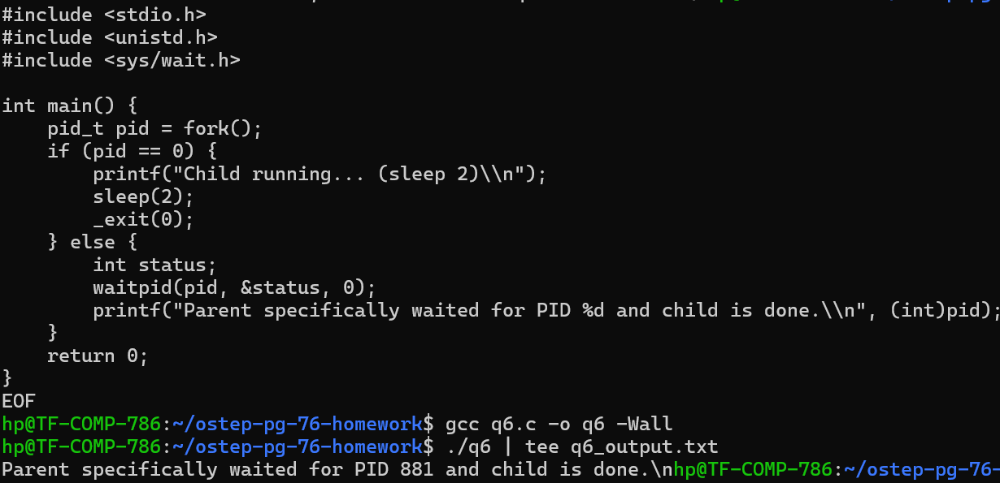 #include <stdio.h>
#include <unistd.h>
#include <sys/wait.h>

int main() {
    pid_t pid = fork();
    if (pid == 0) {
        printf("Child running... (sleep 2)\\n");
        sleep(2);
        _exit(0);
    } else {
        int status;
        waitpid(pid, &status, 0);
        printf("Parent specifically waited for PID %d and child is done.\\n", (int)pid);
    }
    return 0;
}
EOF
hp@TF-COMP-786:~/ostep-pg-76-homework$ gcc q6.c -o q6 -Wall
hp@TF-COMP-786:~/ostep-pg-76-homework$ ./q6 | tee q6_output.txt
Parent specifically waited for PID 881 and child is done.\nhp@TF-COMP-786:~/ostep-pg-76-